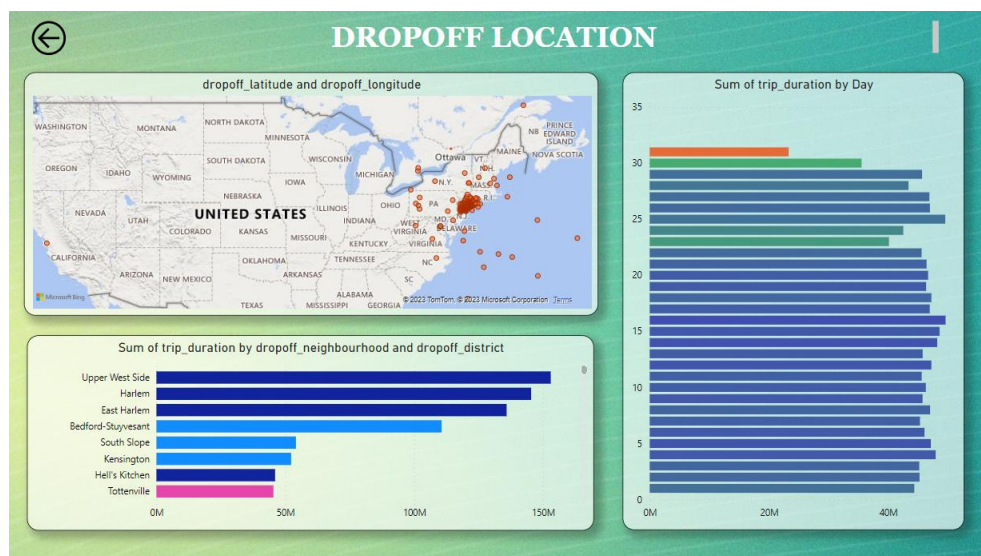 DROPOFF LOCATION
dropoff_latitude and dropoff_longitude
WASHINGTON
MONTANA
NORTH DAKOTA
MINNESOTA
Ottawa
VT.
N.H.
MAINE
NB
PRINCE
EDWARD
ISLAND
NOVA SCOTIA
OREGON
IDAHO
WYOMING
SOUTH DAKOTA
WISCONSIN
MICHIGAN
N.Y.
MASS.
R.I.
NEVADA
UTAH
COLORADO
NEBRASKA
IOWA
UNITED STATES
KANSAS
ILLINOIS
INDIANA
OHIO
PA
MD.
DELAWARE
WEST
VIRGINIA
VIRGINIA
MISSOURI
KENTUCKY
CALIFORNIA
ARIZONA
NEW MEXICO
OKLAHOMA
ARKANSAS
TENNESSEE
NC
SC
TEXAS
MISSISSIPPI
ALABAMA
GEORGIA
Microsoft Bing
© 2023 TomTom, © 2023 Microsoft Corporation Terms
Sum of trip_duration by dropoff_neighbourhood and dropoff_district
Upper West Side
Harlem
East Harlem
Bedford-Stuyvesant
South Slope
Kensington
Hell's Kitchen
Tottenville
0M 50M 100M 150M
Sum of trip_duration by Day
35
30
25
20
15
10
5
0
0M 20M 40M